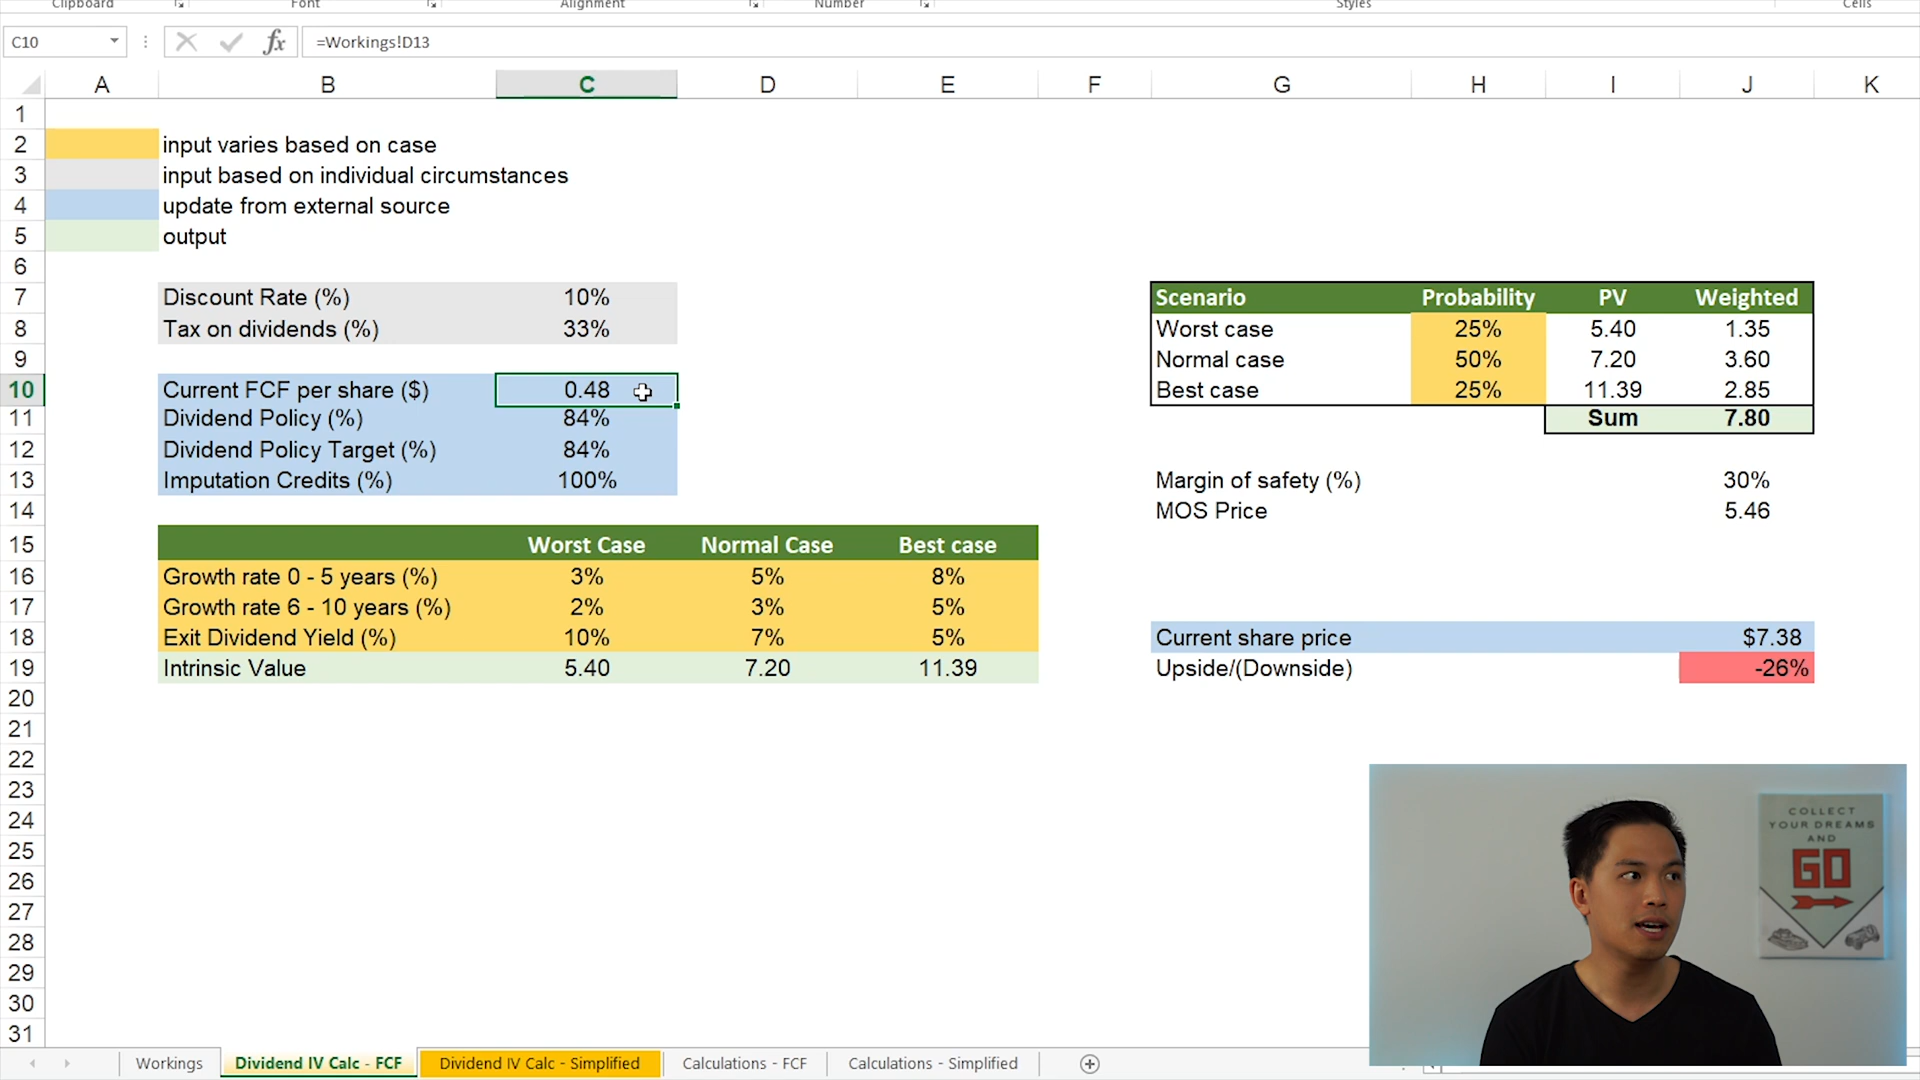 Clipboard Font Alignment Number Styles Cells
C10 fx =Workings!D13
A B C D E F G H I J K
1
2 input varies based on case
3 input based on individual circumstances
4 update from external source
5 output
6
7 Discount Rate (%) 10% Scenario Probability PV Weighted
8 Tax on dividends (%) 33% Worst case 25% 5.40 1.35
9 Normal case 50% 7.20 3.60
10 Current FCF per share ($) 0.48 Best case 25% 11.39 2.85
11 Dividend Policy (%) 84% Sum 7.80
12 Dividend Policy Target (%) 84%
13 Imputation Credits (%) 100% Margin of safety (%) 30%
14 MOS Price 5.46
15 Worst Case Normal Case Best case
16 Growth rate 0 - 5 years (%) 3% 5% 8%
17 Growth rate 6 - 10 years (%) 2% 3% 5%
18 Exit Dividend Yield (%) 10% 7% 5% Current share price $7.38
19 Intrinsic Value 5.40 7.20 11.39 Upside/(Downside) -26%
20
21
22
23
24
25
26
27
28
29
30
31
COLLECT
YOUR DREAMS
AND
GO
Workings Dividend IV Calc - FCF Dividend IV Calc - Simplified Calculations - FCF Calculations - Simplified